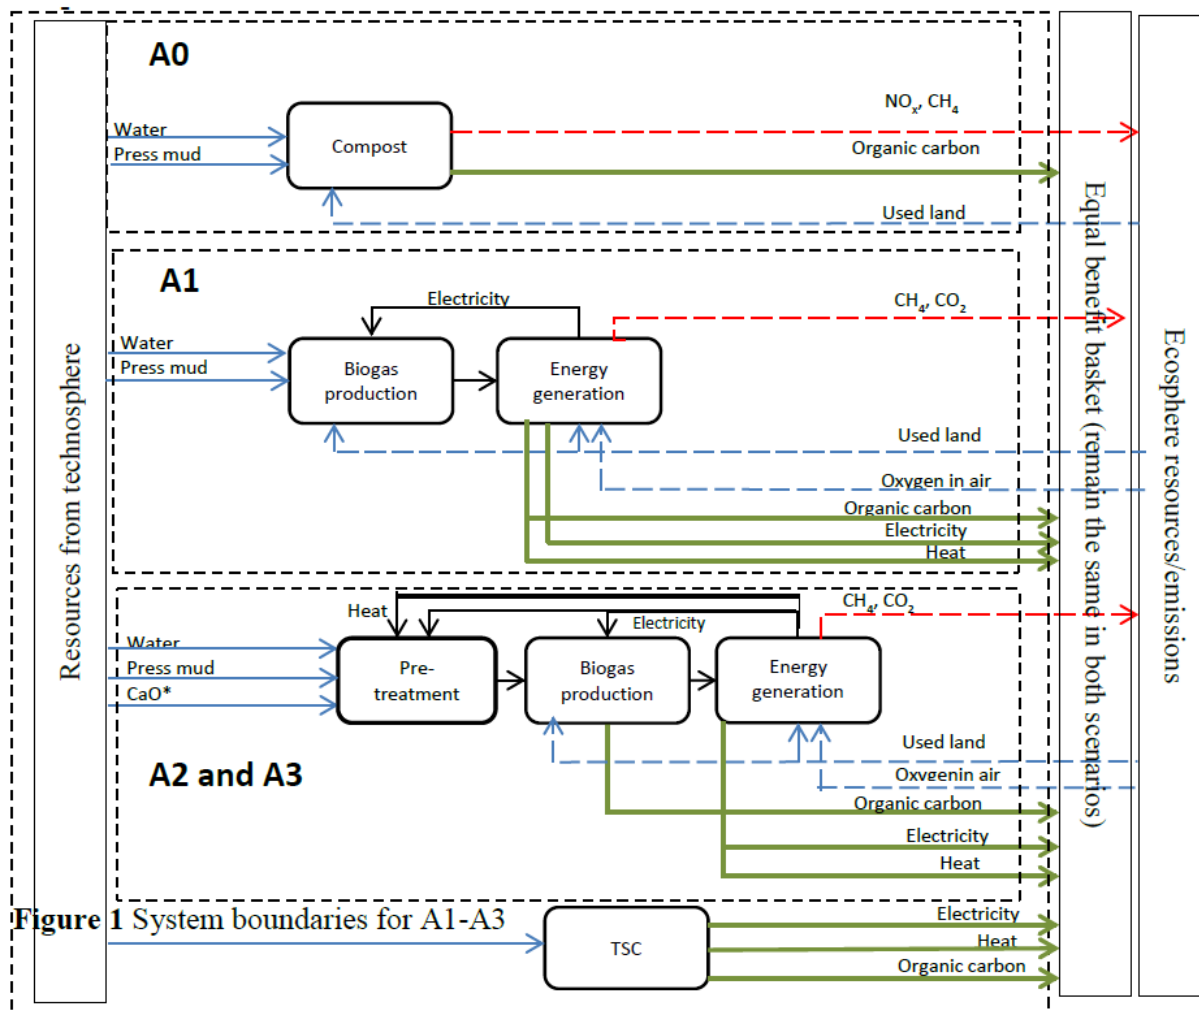 Resources from technosphere
A0
Water
Press mud
Compost
NOx, CH4
Organic carbon
Used land
A1
Electricity
Water
Press mud
Biogas
production
Energy
generation
CH4, CO2
Used land
Oxygen in air
Organic carbon
Electricity
Heat
A2 and A3
Heat
Electricity
CH4, CO2
Water
Press mud
CaO*
Pre-
treatment
Biogas
production
Energy
generation
Used land
Oxygenin air
Organic carbon
Electricity
Heat
Figure 1 System boundaries for A1-A3
TSC
Electricity
Heat
Organic carbon
Equal benefit basket (remain the same in both scenarios)
Ecosphere resources/emissions